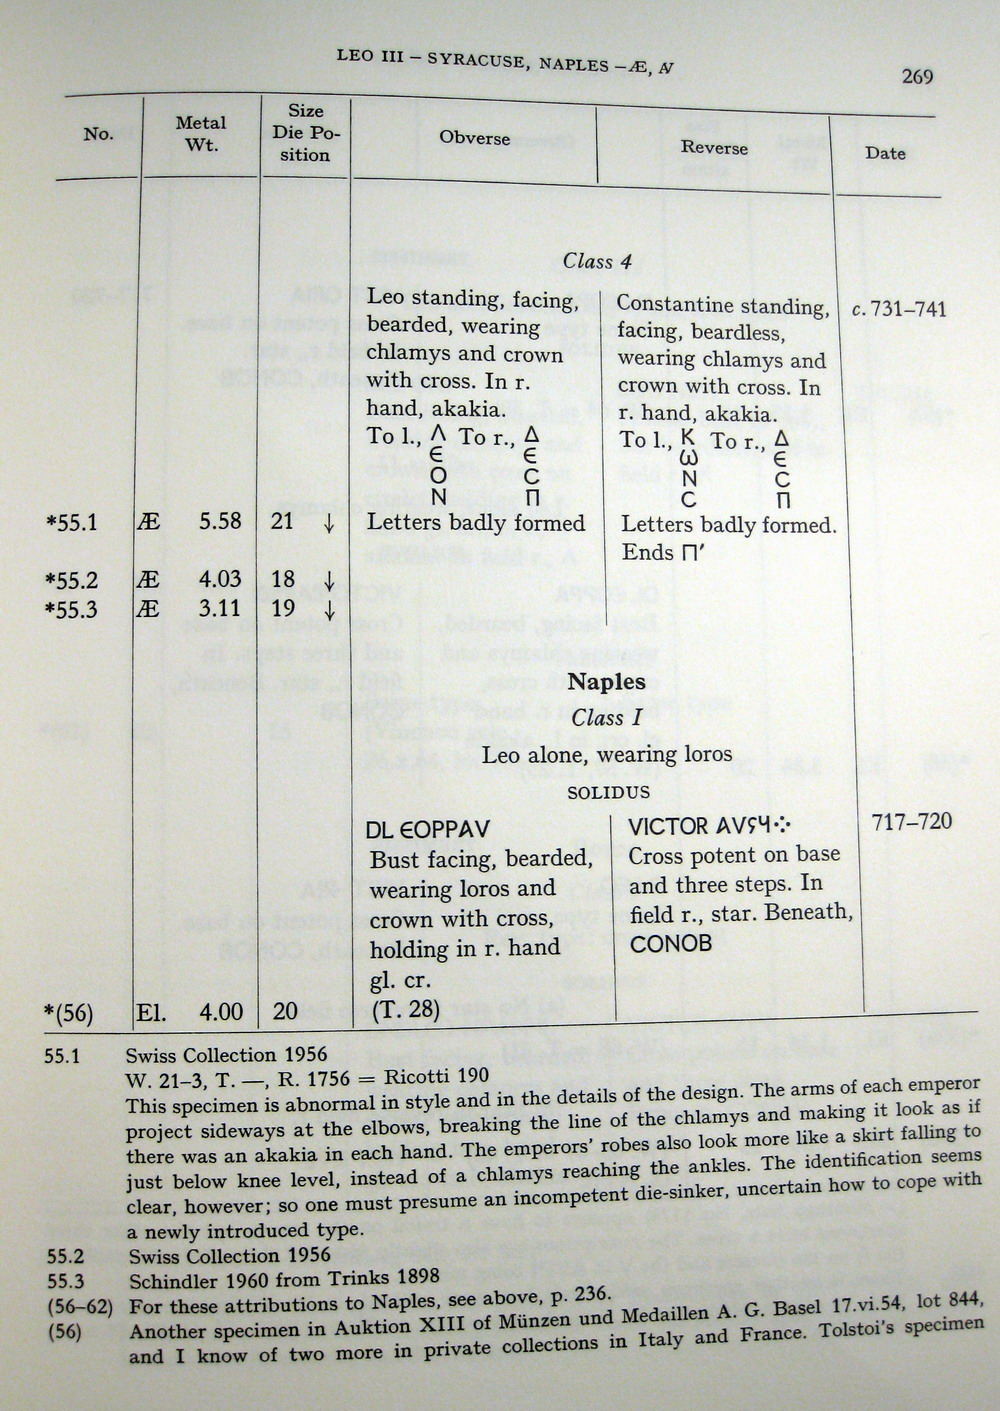 LEO III – SYRACUSE, NAPLES – Æ, N
269
No.
Metal
Wt.
Size
Die Po-
sition
Obverse
Reverse
Date
Class 4
Leo standing, facing,
bearded, wearing
chlamys and crown
with cross. In r.
hand, akakia.
To l., Λ To r., Δ
Є Є
O C
N Π
Constantine standing,
facing, beardless,
wearing chlamys and
crown with cross. In
r. hand, akakia.
To l., K To r., Δ
ω Є
N C
C Π
c. 731–741
*55.1 Æ 5.58 21 ↓ Letters badly formed
Letters badly formed.
Ends Π′
*55.2 Æ 4.03 18 ↓
*55.3 Æ 3.11 19 ↓
Naples
Class I
Leo alone, wearing loros
SOLIDUS
DL ЄOPPAV
Bust facing, bearded,
wearing loros and
crown with cross,
holding in r. hand
gl. cr.
VICTOR AVϚЧ·:·
Cross potent on base
and three steps. In
field r., star. Beneath,
CONOB
717–720
*(56) El. 4.00 20 (T. 28)
55.1 Swiss Collection 1956
W. 21–3, T. —, R. 1756 = Ricotti 190
This specimen is abnormal in style and in the details of the design. The arms of each emperor
project sideways at the elbows, breaking the line of the chlamys and making it look as if
there was an akakia in each hand. The emperors' robes also look more like a skirt falling to
just below knee level, instead of a chlamys reaching the ankles. The identification seems
clear, however; so one must presume an incompetent die-sinker, uncertain how to cope with
a newly introduced type.
55.2 Swiss Collection 1956
55.3 Schindler 1960 from Trinks 1898
(56–62) For these attributions to Naples, see above, p. 236.
(56) Another specimen in Auktion XIII of Münzen und Medaillen A. G. Basel 17.vi.54, lot 844,
and I know of two more in private collections in Italy and France. Tolstoi's specimen